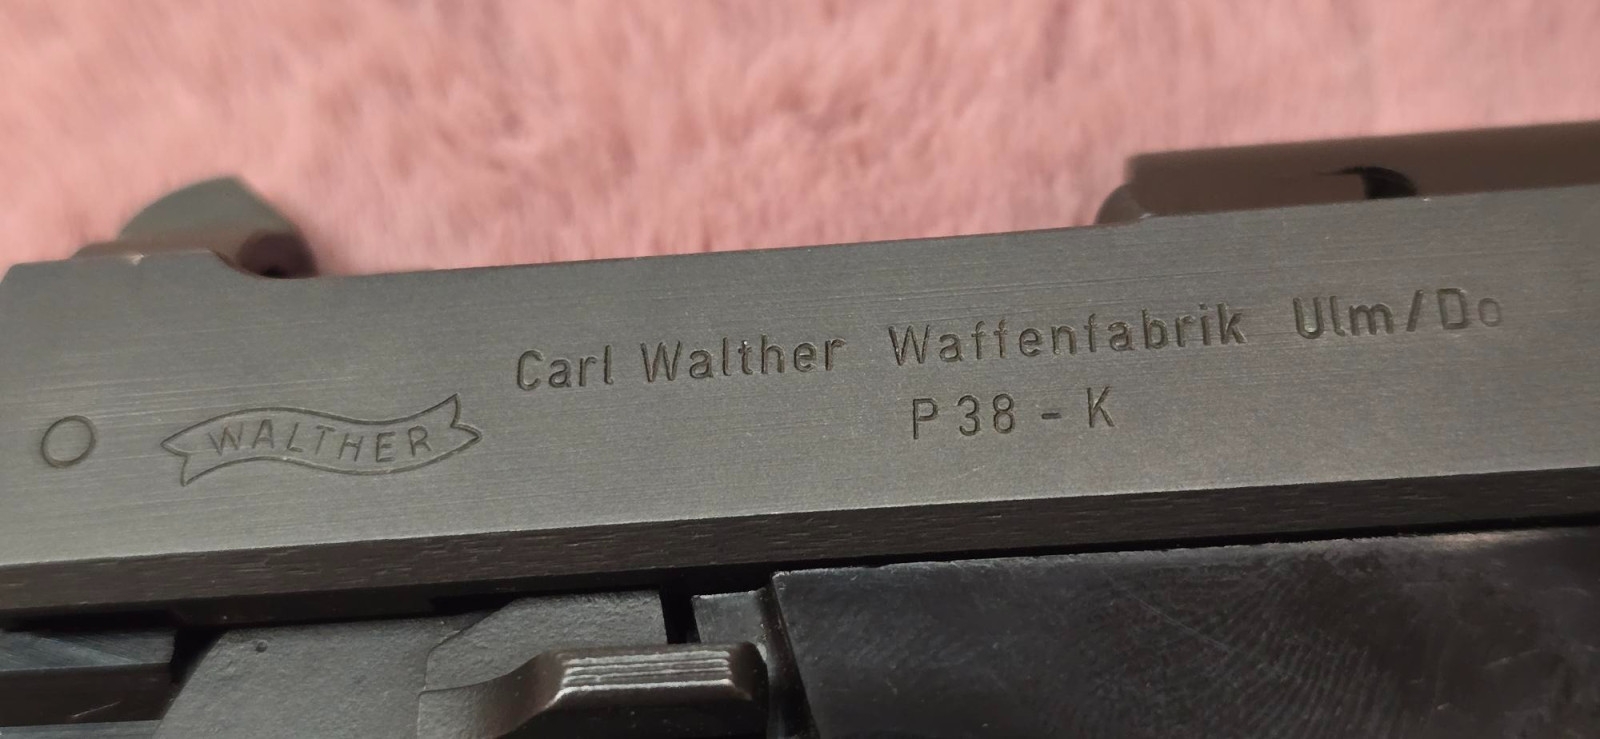 Carl Walther Waffenfabrik Ulm/Do
WALTHER
P38-K